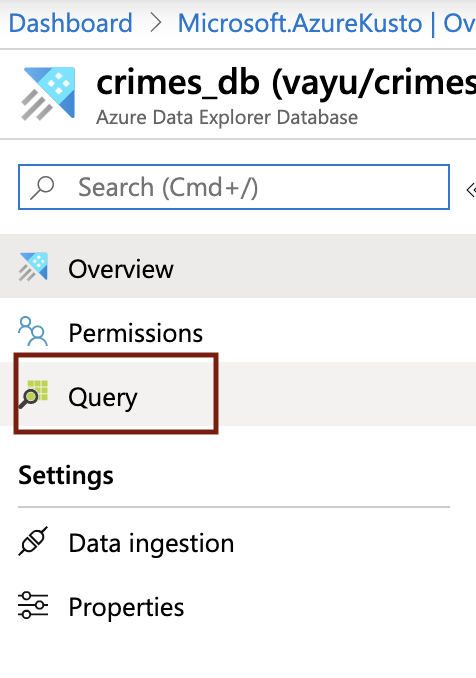 Dashboard > Microsoft.AzureKusto | Ov
crimes_db (vayu/crimes
Azure Data Explorer Database
Search (Cmd+/)
Overview
Permissions
Query
Settings
Data ingestion
Properties